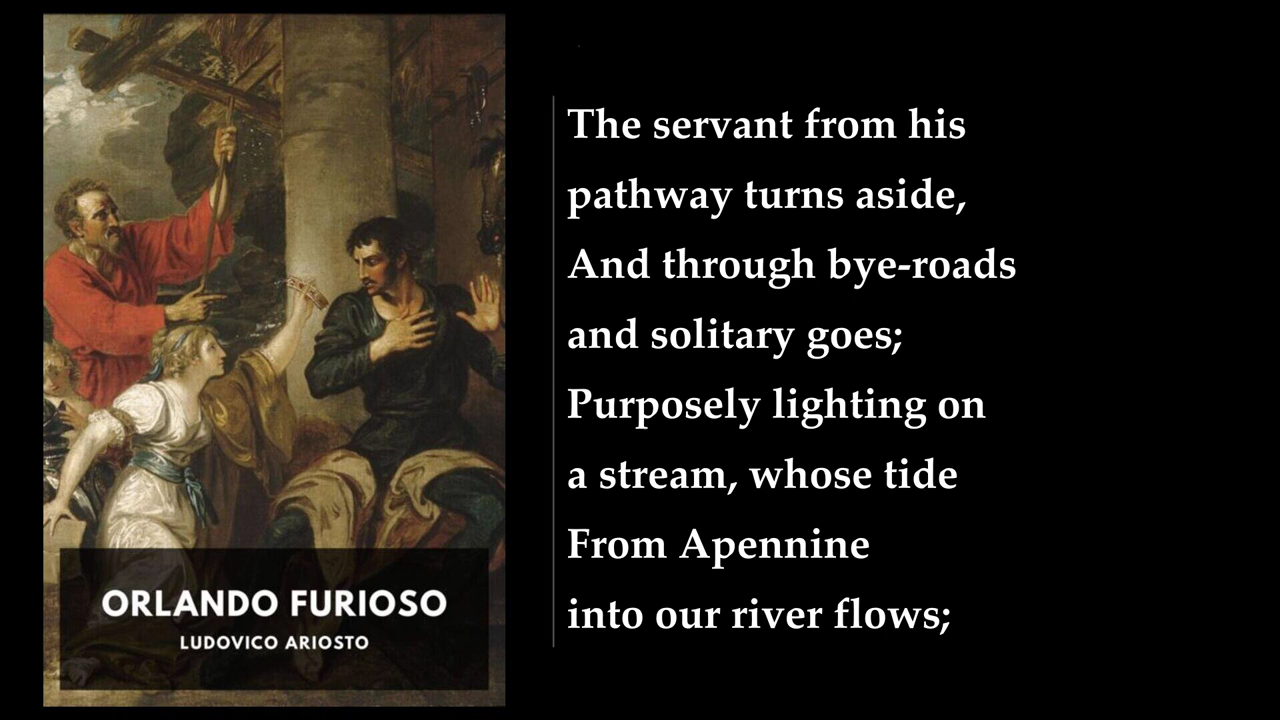 ORLANDO FURIOSO
LUDOVICO ARIOSTO
The servant from his
pathway turns aside,
And through bye-roads
and solitary goes;
Purposely lighting on
a stream, whose tide
From Apennine
into our river flows;